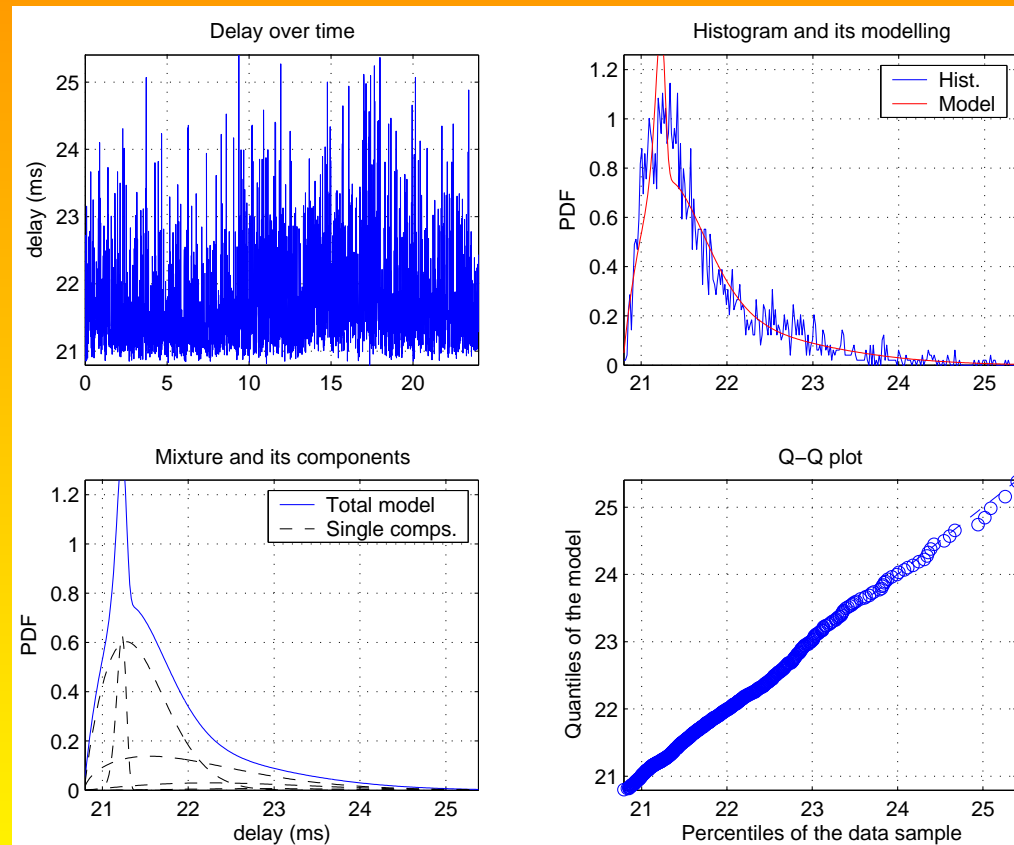 Delay over time
25
24
23
22
21
delay (ms)
0 5 10 15 20
Histogram and its modelling
1.2
1
0.8
0.6
0.4
0.2
0
PDF
Hist.
Model
21 22 23 24 25
Mixture and its components
1.2
1
0.8
0.6
0.4
0.2
0
PDF
Total model
Single comps.
21 22 23 24 25
delay (ms)
Q−Q plot
25
24
23
22
21
Quantiles of the model
21 22 23 24 25
Percentiles of the data sample